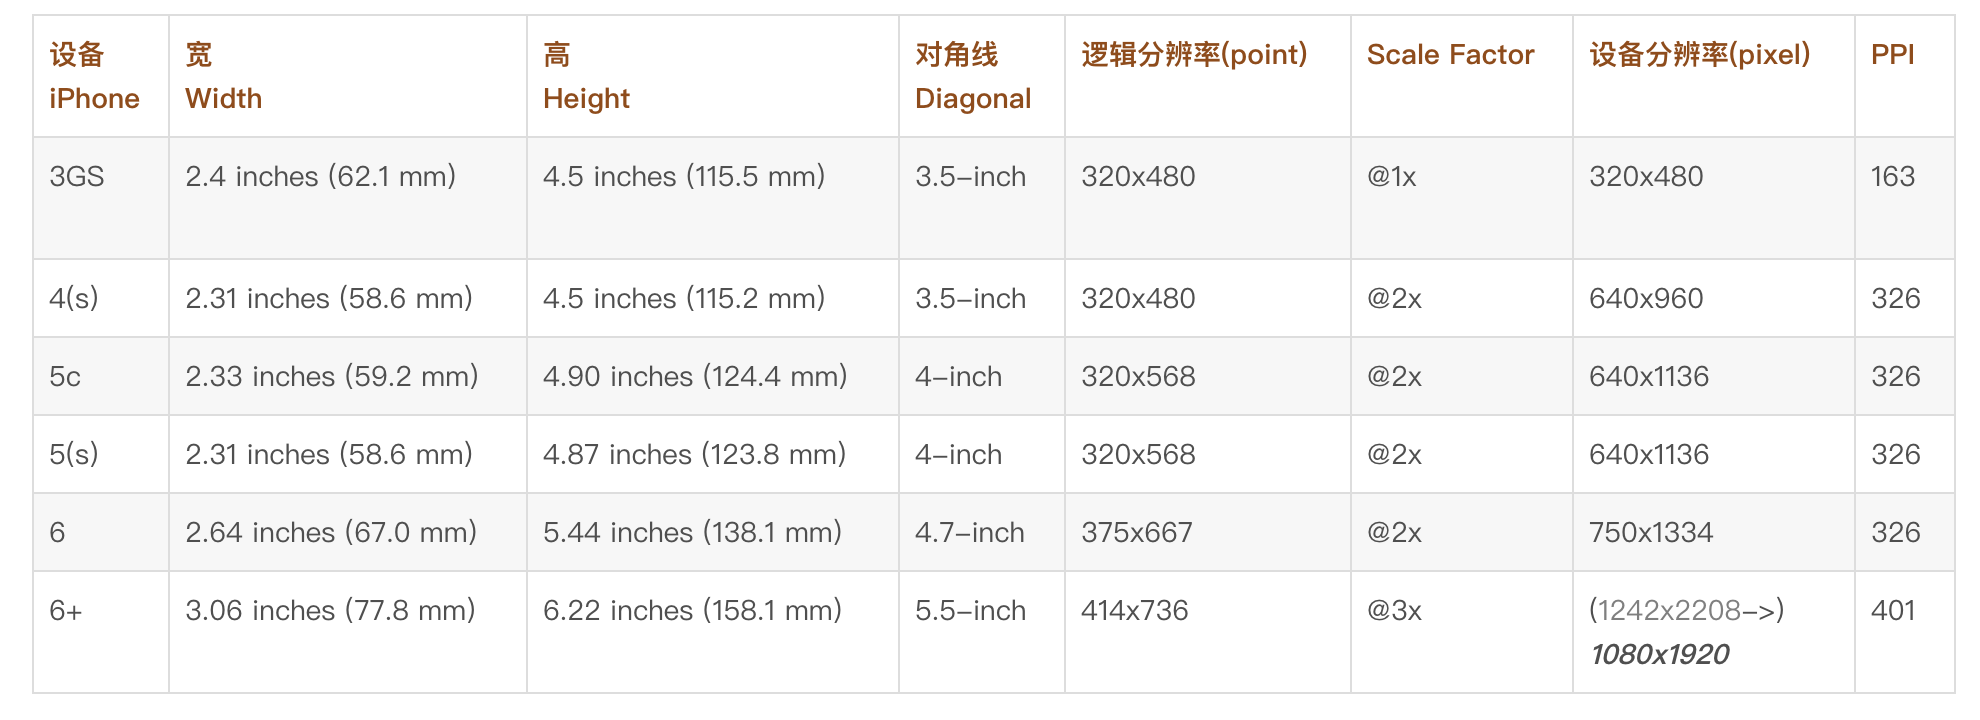 设备 宽 高 对角线 逻辑分辨率(point) Scale Factor 设备分辨率(pixel) PPI
iPhone Width Height Diagonal
3GS 2.4 inches (62.1 mm) 4.5 inches (115.5 mm) 3.5-inch 320x480 @1x 320x480 163
4(s) 2.31 inches (58.6 mm) 4.5 inches (115.2 mm) 3.5-inch 320x480 @2x 640x960 326
5c 2.33 inches (59.2 mm) 4.90 inches (124.4 mm) 4-inch 320x568 @2x 640x1136 326
5(s) 2.31 inches (58.6 mm) 4.87 inches (123.8 mm) 4-inch 320x568 @2x 640x1136 326
6 2.64 inches (67.0 mm) 5.44 inches (138.1 mm) 4.7-inch 375x667 @2x 750x1334 326
6+ 3.06 inches (77.8 mm) 6.22 inches (158.1 mm) 5.5-inch 414x736 @3x (1242x2208->) 401
1080x1920